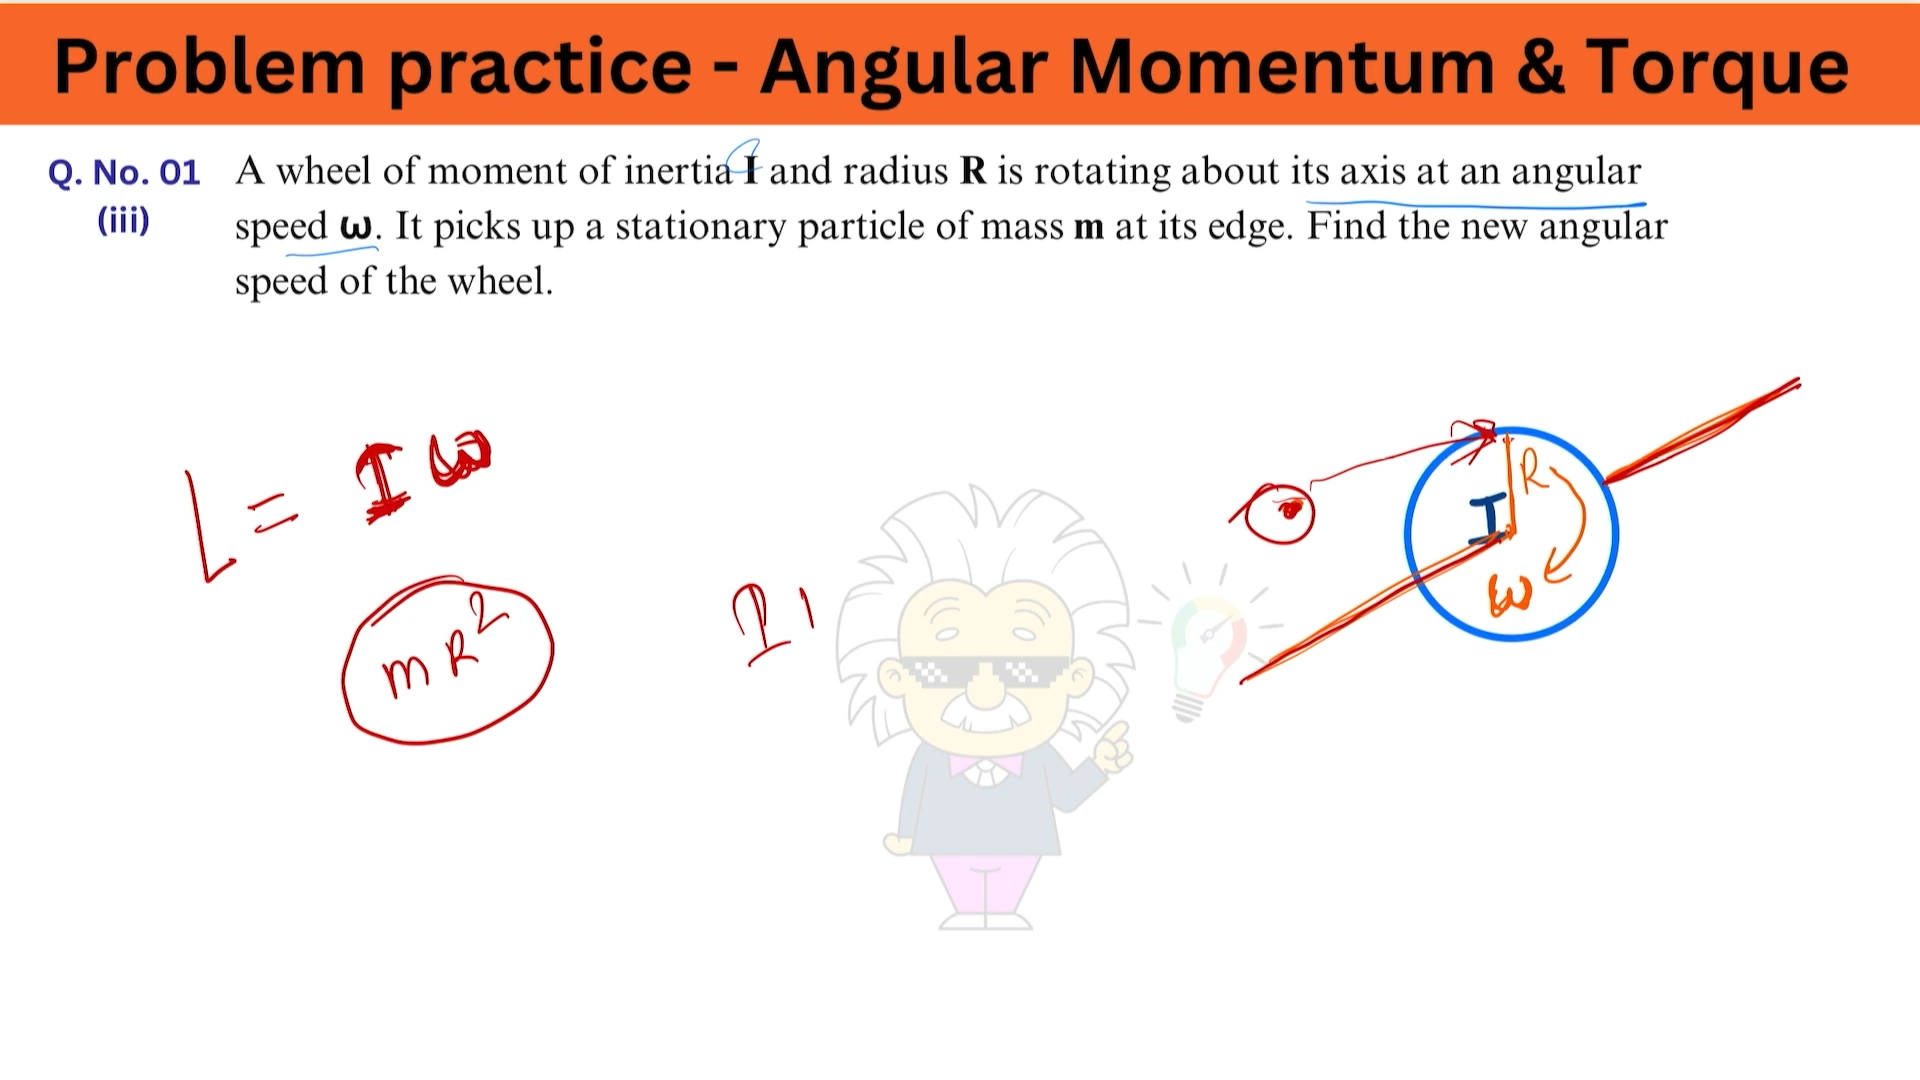 Problem practice - Angular Momentum & Torque
Q. No. 01 A wheel of moment of inertia I and radius R is rotating about its axis at an angular
(iii) speed ω. It picks up a stationary particle of mass m at its edge. Find the new angular
speed of the wheel.
L = I ω
R
I
ω
m R²
I1